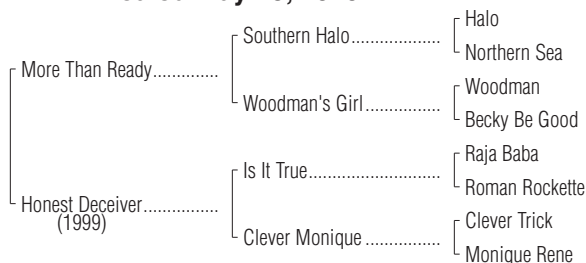 Southern Halo....................
Halo
Northern Sea
More Than Ready..............
Woodman's Girl.................
Woodman
Becky Be Good
Is It True...........................
Raja Baba
Roman Rockette
Honest Deceiver................
(1999)
Clever Monique................
Clever Trick
Monique Rene